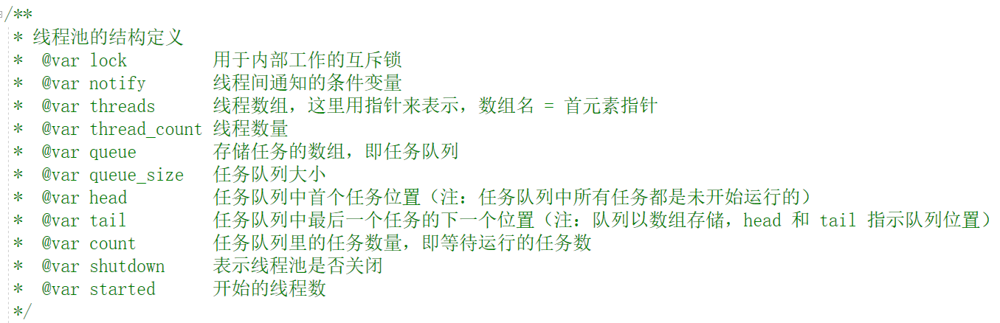 /**
* 线程池的结构定义
* @var lock 用于内部工作的互斥锁
* @var notify 线程间通知的条件变量
* @var threads 线程数组，这里用指针来表示，数组名 = 首元素指针
* @var thread_count 线程数量
* @var queue 存储任务的数组，即任务队列
* @var queue_size 任务队列大小
* @var head 任务队列中首个任务位置（注：任务队列中所有任务都是未开始运行的）
* @var tail 任务队列中最后一个任务的下一个位置（注：队列以数组存储，head 和 tail 指示队列位置）
* @var count 任务队列里的任务数量，即等待运行的任务数
* @var shutdown 表示线程池是否关闭
* @var started 开始的线程数
*/